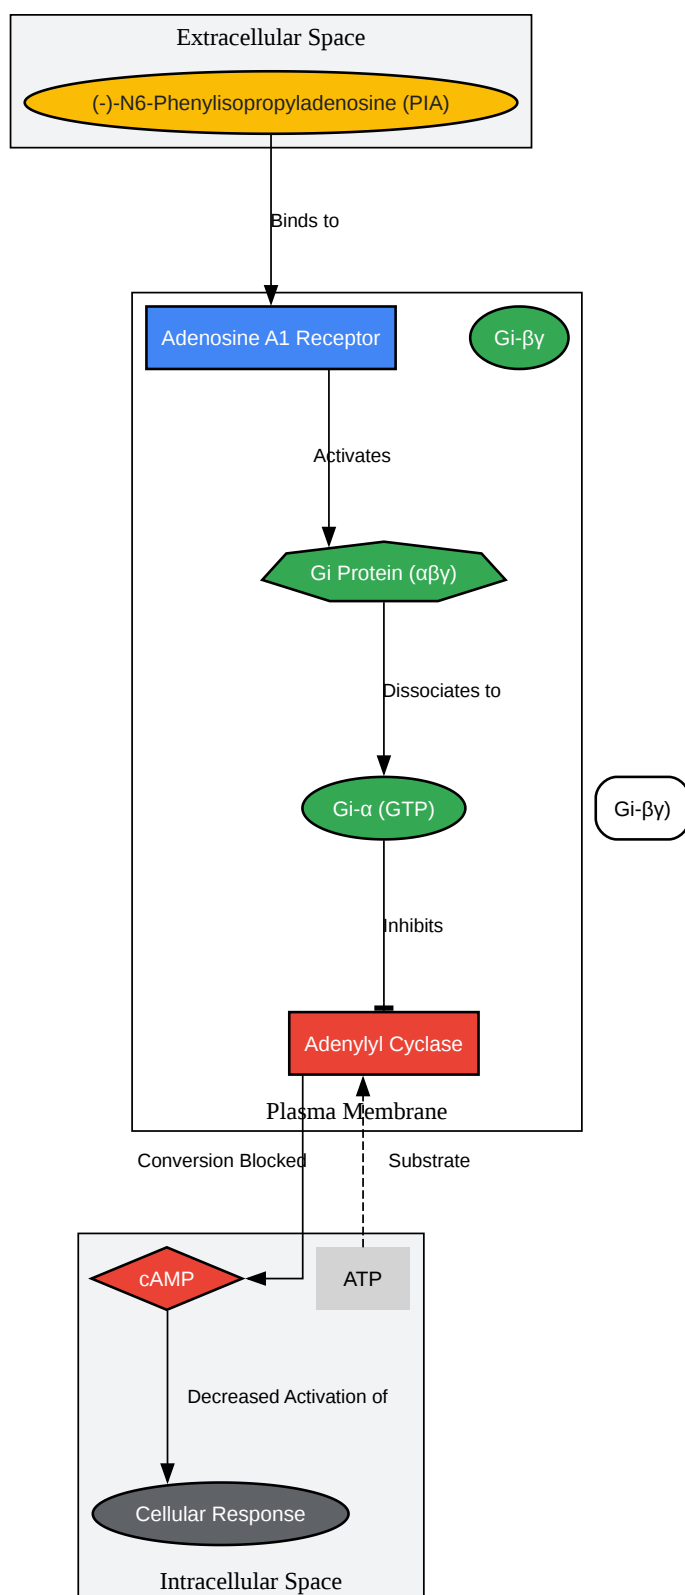 Extracellular Space
(-)-N6-Phenylisopropyladenosine (PIA)
Binds to
Adenosine A1 Receptor
Gi-βγ
Activates
Gi Protein (αβγ)
Dissociates to
Gi-α (GTP)
Gi-βγ)
Inhibits
Adenylyl Cyclase
Plasma Membrane
Conversion Blocked
Substrate
cAMP
ATP
Decreased Activation of
Cellular Response
Intracellular Space